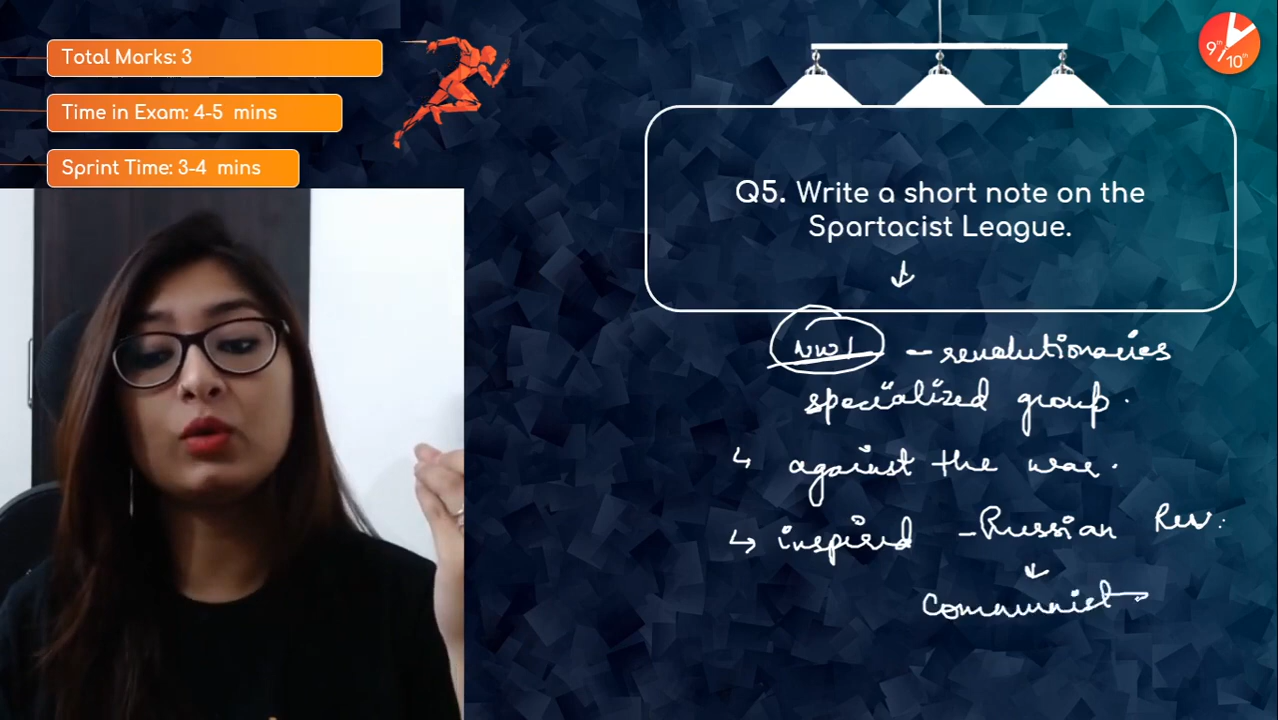 Total Marks: 3
Time in Exam: 4-5 mins
Sprint Time: 3-4 mins
9th
10th
Q5. Write a short note on the
Spartacist League.
WW1 - revolutionaries
specialized group.
↳ against the war.
↳ inspired - Russian Rev.
Communist